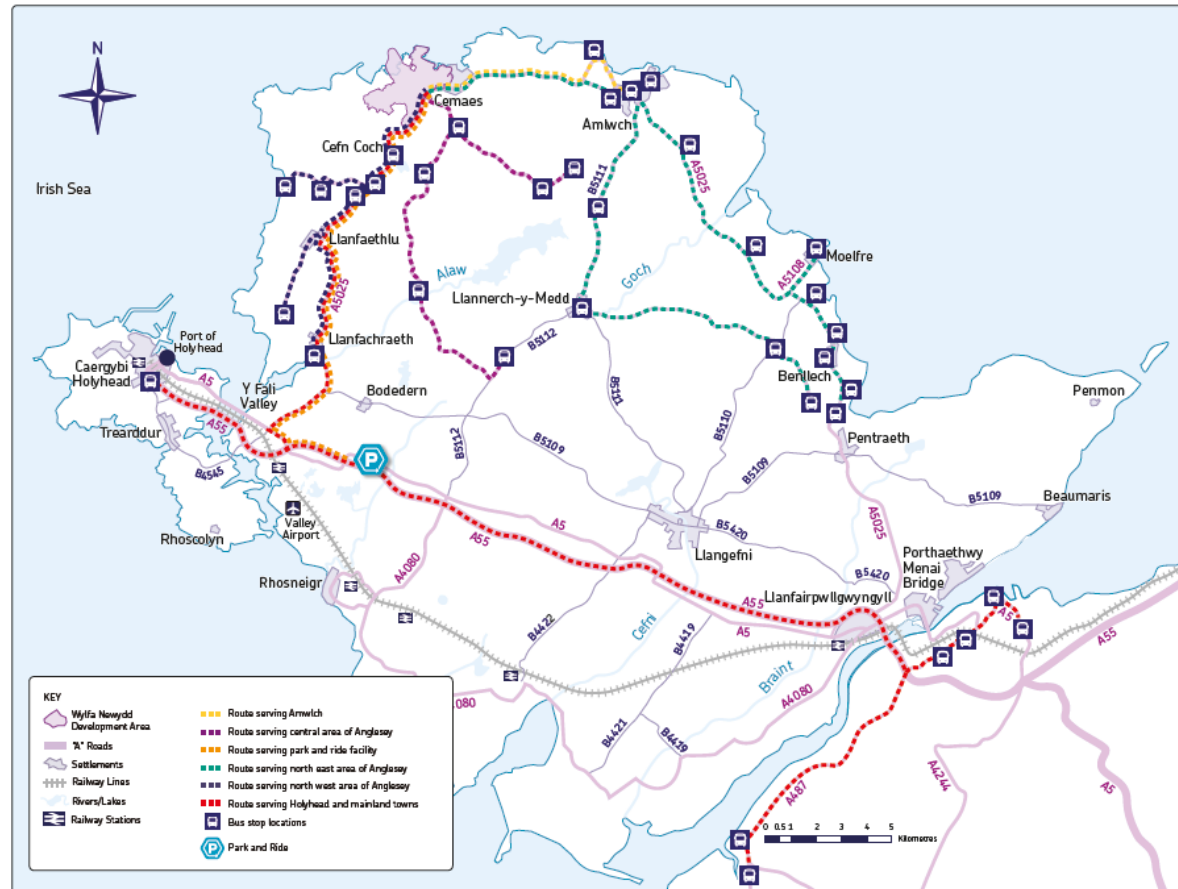 N
Irish Sea
Cemaes
Amlwch
Cefn Coch
B5111
A5025
Llanfaethlu
Moelfre
A5108
Alaw
Goch
A5025
Llannerch-y-Medd
Port of
Holyhead
Llanfachraeth
B5112
Caergybi
Holyhead
A5
Y Fali
Valley
Bodedern
B5111
Benllech
Penmon
Trearddur
A55
B5112
B5109
B5110
Pentraeth
B4545
B5109
B5109
Beaumaris
Valley
Airport
A5
A5025
Rhoscolyn
A55
Llangefni
B5420
Porthaethwy
Menai
Bridge
Rhosneigr
A4080
B5420
Llanfairpwllgwyngyll
A55
A5
A5
B4422
Cefni
B4419
A55
Braint
A4080
4080
B4421
B4419
A487
A4244
A5
KEY
Wylfa Newydd
Development Area
"A" Roads
Settlements
Railway Lines
Rivers/Lakes
Railway Stations
Route serving Amwlch
Route serving central area of Anglesey
Route serving park and ride facility
Route serving north east area of Anglesey
Route serving north west area of Anglesey
Route serving Holyhead and mainland towns
Bus stop locations
P
Park and Ride
P
0 0.5 1 2 3 4 5
Kilometres